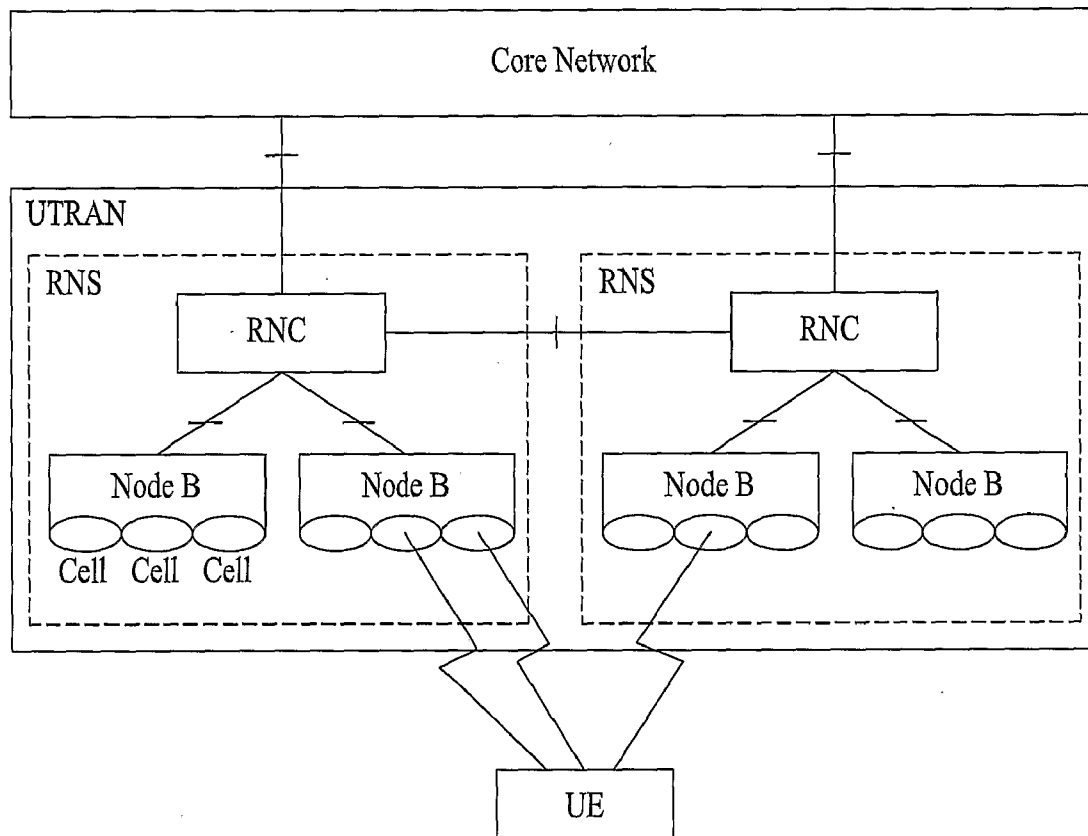 Core Network
UTRAN
RNS
RNS
RNC
RNC
Node B
Node B
Node B
Node B
Cell
Cell
Cell
UE